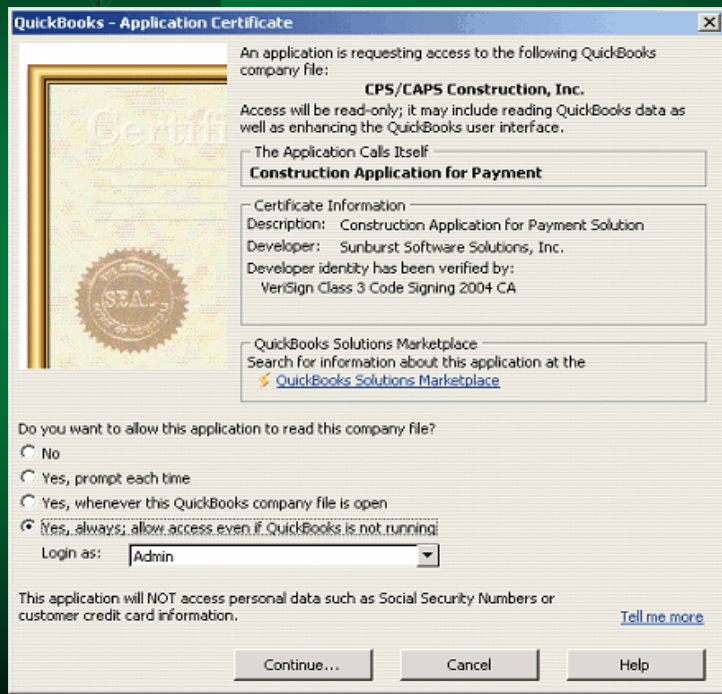 QuickBooks - Application Certificate
An application is requesting access to the following QuickBooks
company file:
CPS/CAPS Construction, Inc.
Access will be read-only; it may include reading QuickBooks data as
well as enhancing the QuickBooks user interface.
The Application Calls Itself
Construction Application for Payment
Certificate Information
Description: Construction Application for Payment Solution
Developer: Sunburst Software Solutions, Inc.
Developer identity has been verified by:
VeriSign Class 3 Code Signing 2004 CA
QuickBooks Solutions Marketplace
Search for information about this application at the
QuickBooks Solutions Marketplace
Certifi
SEAL
Do you want to allow this application to read this company file?
No
Yes, prompt each time
Yes, whenever this QuickBooks company file is open
Yes, always; allow access even if QuickBooks is not running
Login as: Admin
This application will NOT access personal data such as Social Security Numbers or
customer credit card information.
Tell me more
Continue... Cancel Help